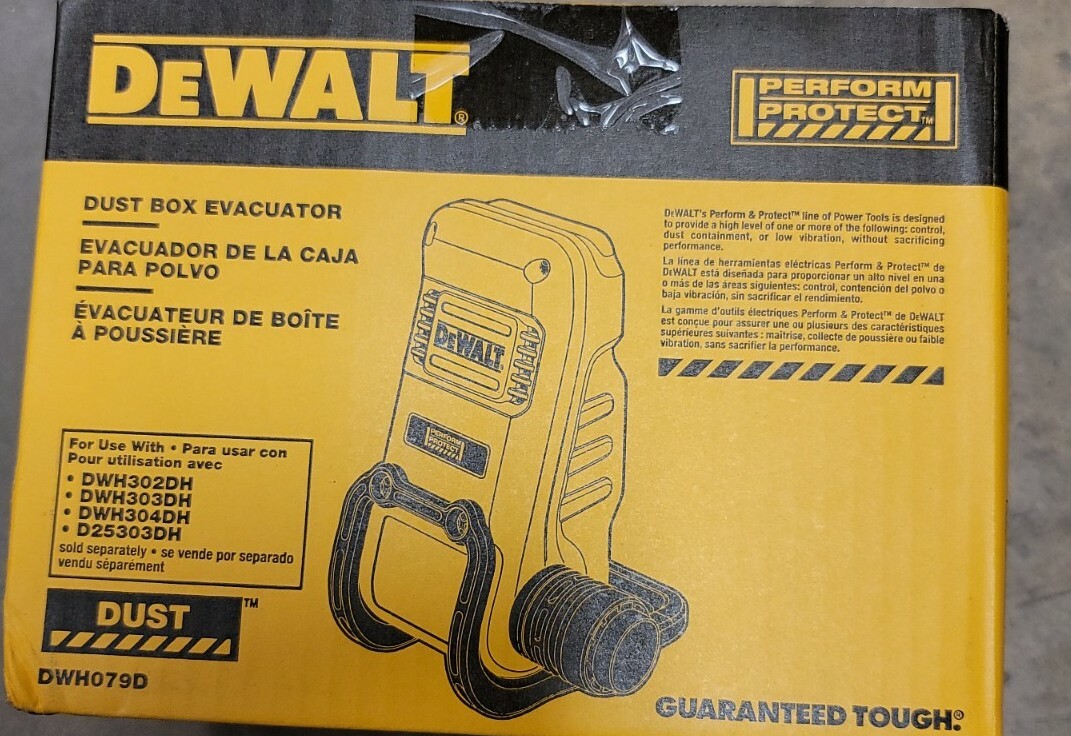 DEWALT®
PERFORM
PROTECT™
DUST BOX EVACUATOR
EVACUADOR DE LA CAJA
PARA POLVO
ÉVACUATEUR DE BOÎTE
À POUSSIÈRE
DEWALT's Perform & Protect™ line of Power Tools is designed
to provide a high level of one or more of the following: control,
dust containment, or low vibration, without sacrificing
performance.
La línea de herramientas eléctricas Perform & Protect™ de
DEWALT está diseñada para proporcionar un alto nivel en una
o más de las áreas siguientes: control, contención del polvo o
baja vibración, sin sacrificar el rendimiento.
La gamme d'outils électriques Perform & Protect™ de DEWALT
est conçue pour assurer une ou plusieurs des caractéristiques
supérieures suivantes : maîtrise, collecte de poussière ou faible
vibration, sans sacrifier la performance.
DEWALT
PERFORM
PROTECT
For Use With • Para usar con
Pour utilisation avec
• DWH302DH
• DWH303DH
• DWH304DH
• D25303DH
sold separately • se vende por separado
vendu séparément
DUST™
DWH079D
GUARANTEED TOUGH.®